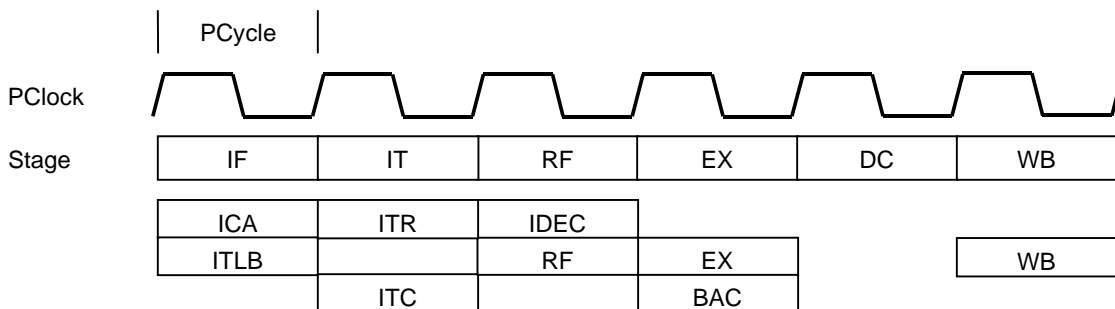 PCycle
PClock
Stage IF IT RF EX DC WB
ICA ITR IDEC
ITLB RF EX WB
ITC BAC